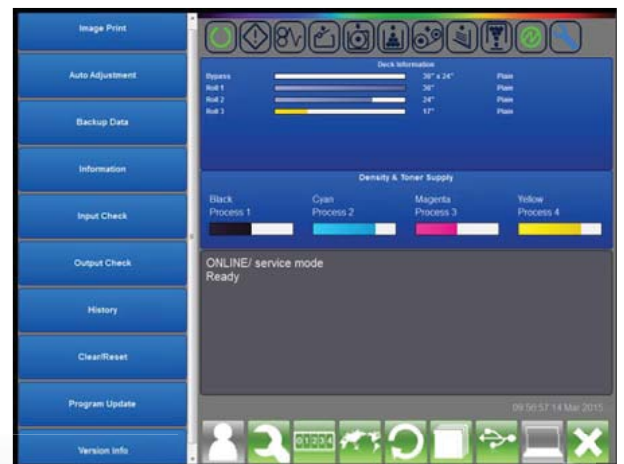 Image Print
Auto Adjustment
Backup Data
Information
Input Check
Output Check
History
Clear/Reset
Program Update
Version Info
Deck Information
Bypass 36" x 24" Plain
Roll 1 36" Plain
Roll 2 24" Plain
Roll 3 17" Plain
Density & Toner Supply
Black Cyan Magenta Yellow
Process 1 Process 2 Process 3 Process 4
ONLINE/ service mode
Ready
09:56:57 14 Mar 2015
01234